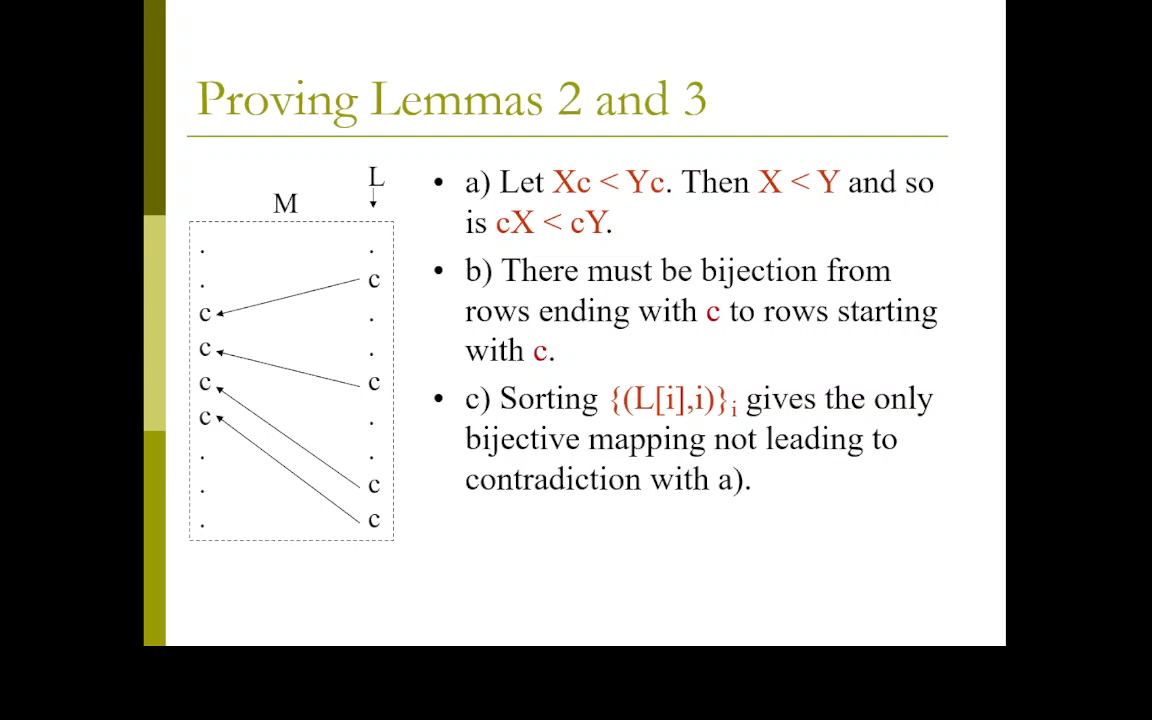 Proving Lemmas 2 and 3
M
L
.
.
.
c
c
.
c
.
c
c
c
.
.
.
c
.
c
.
• a) Let Xc < Yc. Then X < Y and so
is cX < cY.
• b) There must be bijection from
rows ending with c to rows starting
with c.
• c) Sorting {(L[i],i)}i gives the only
bijective mapping not leading to
contradiction with a).